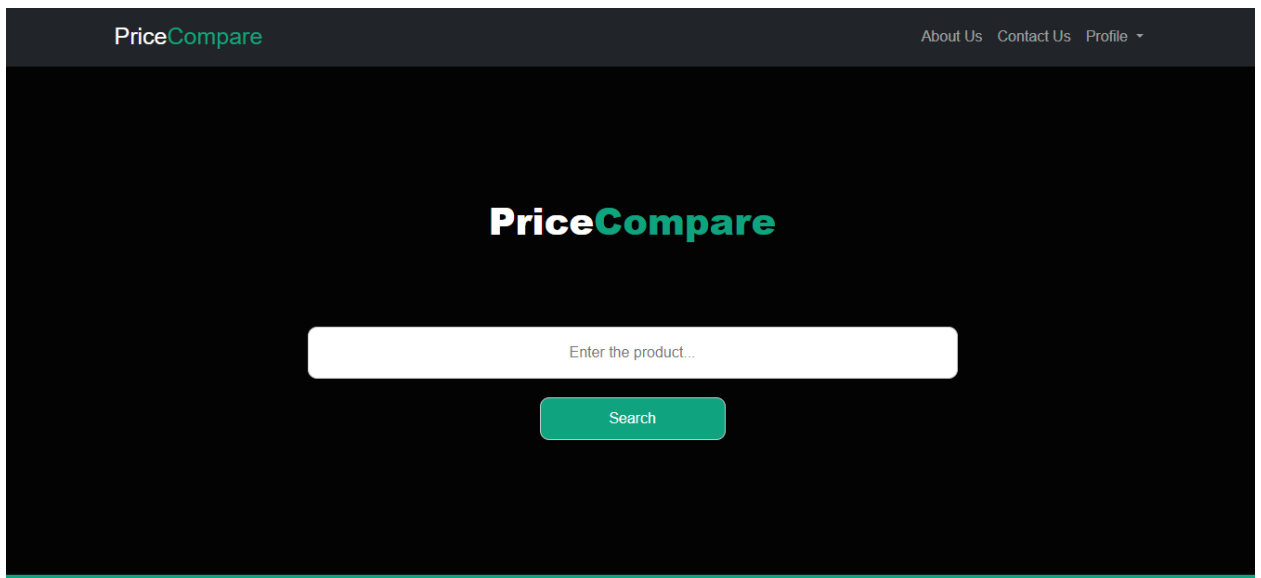 PriceCompare
About Us Contact Us Profile
PriceCompare
Enter the product...
Search